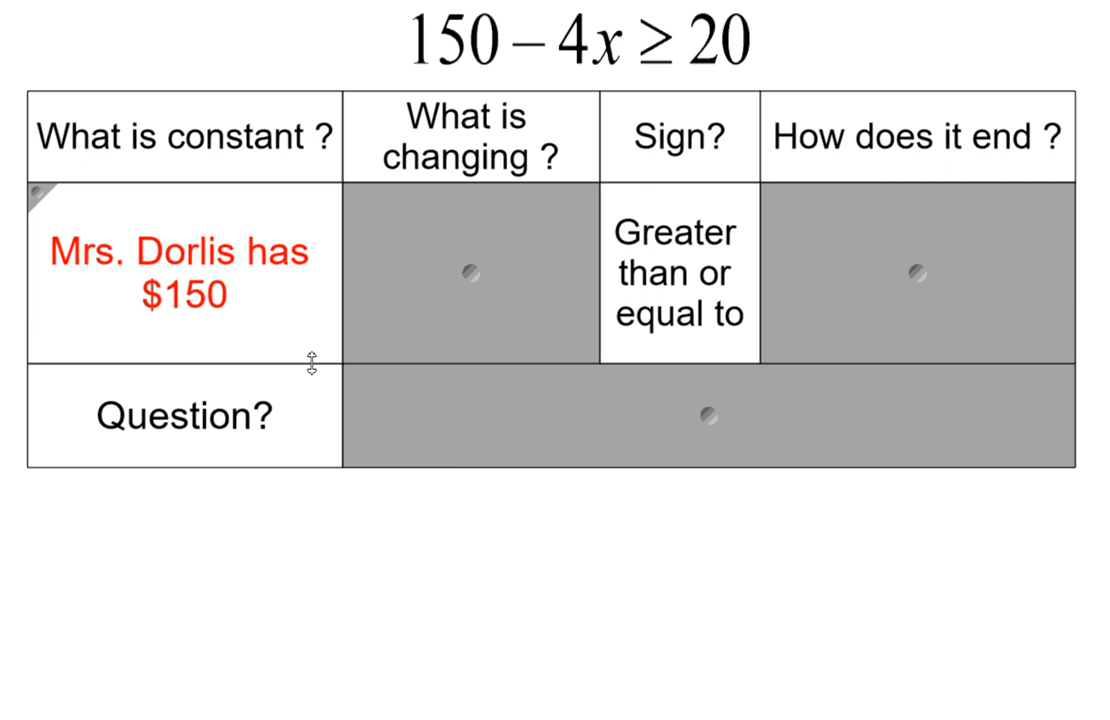 150 – 4x ≥ 20
What is constant ?
What is
changing ?
Sign?
How does it end ?
Mrs. Dorlis has
$150
Greater
than or
equal to
Question?